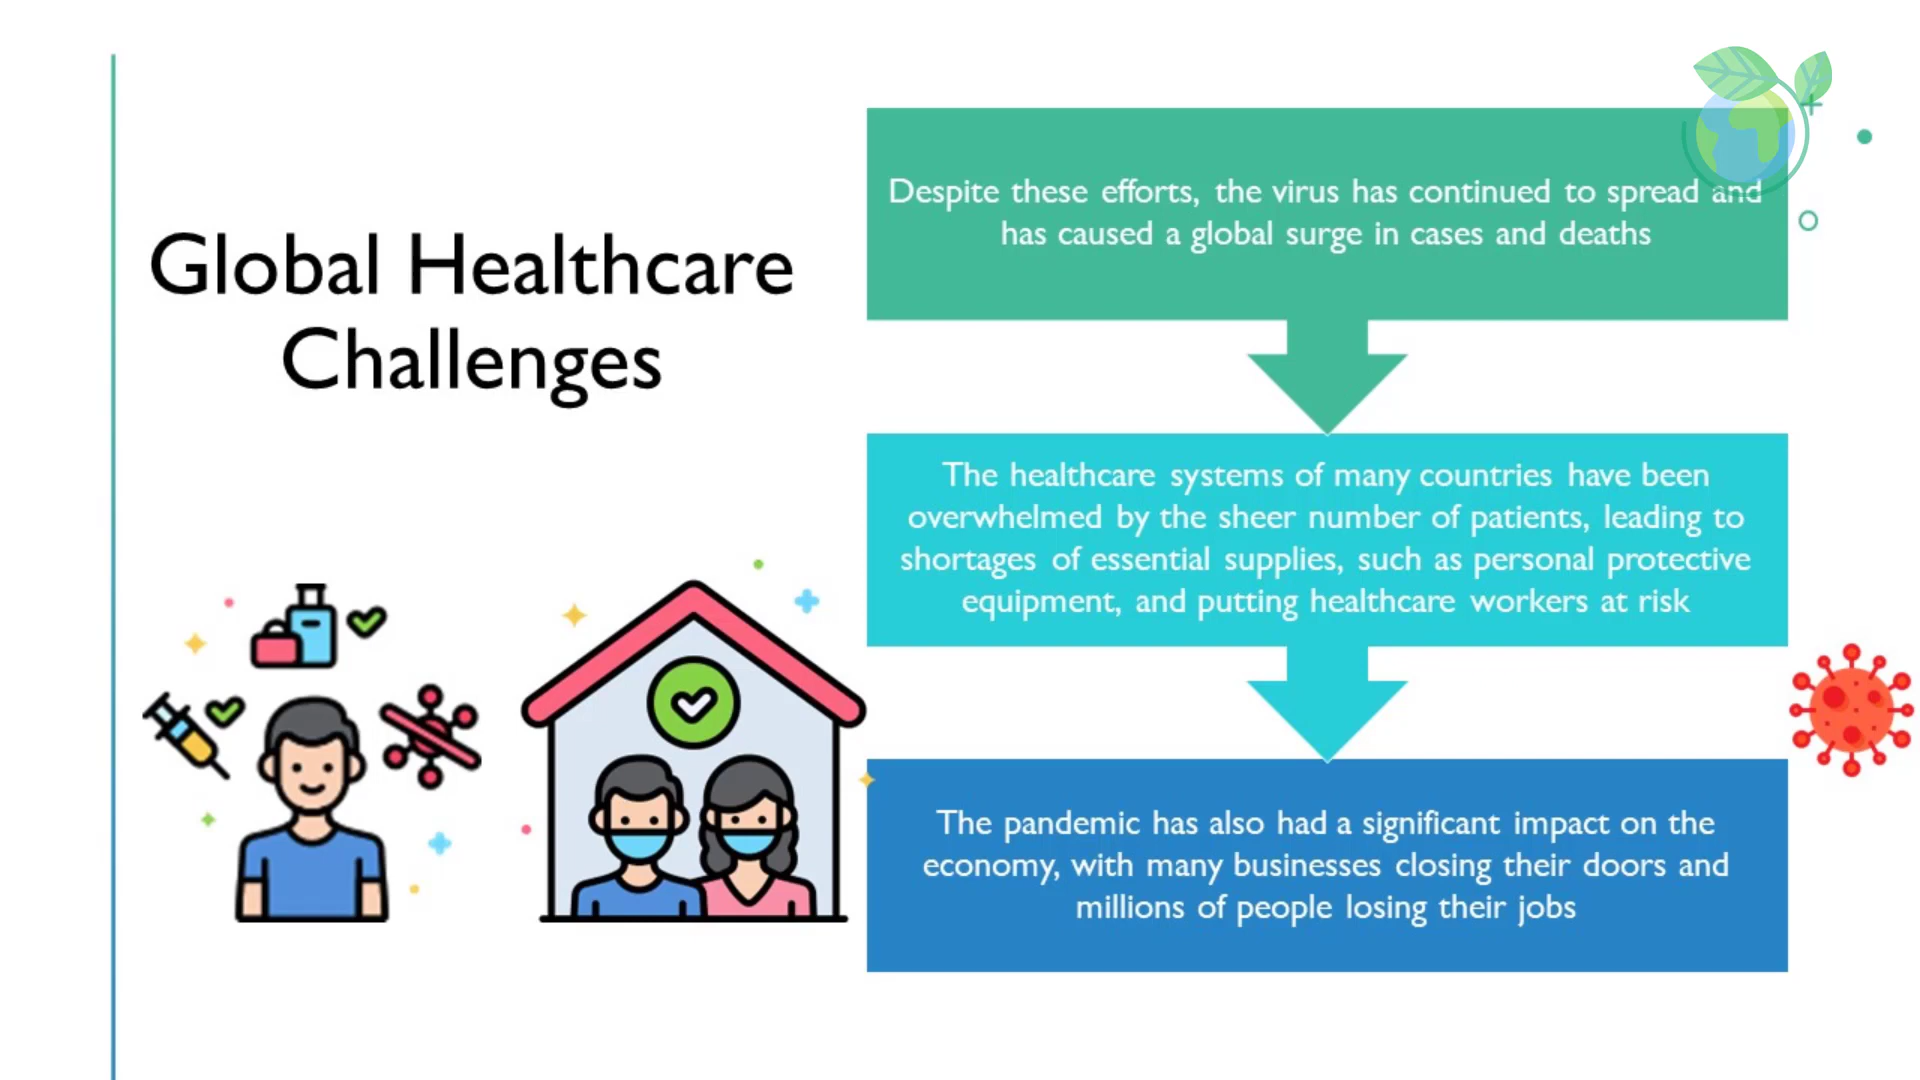 Global Healthcare
Challenges
Despite these efforts, the virus has continued to spread and
has caused a global surge in cases and deaths
The healthcare systems of many countries have been
overwhelmed by the sheer number of patients, leading to
shortages of essential supplies, such as personal protective
equipment, and putting healthcare workers at risk
The pandemic has also had a significant impact on the
economy, with many businesses closing their doors and
millions of people losing their jobs